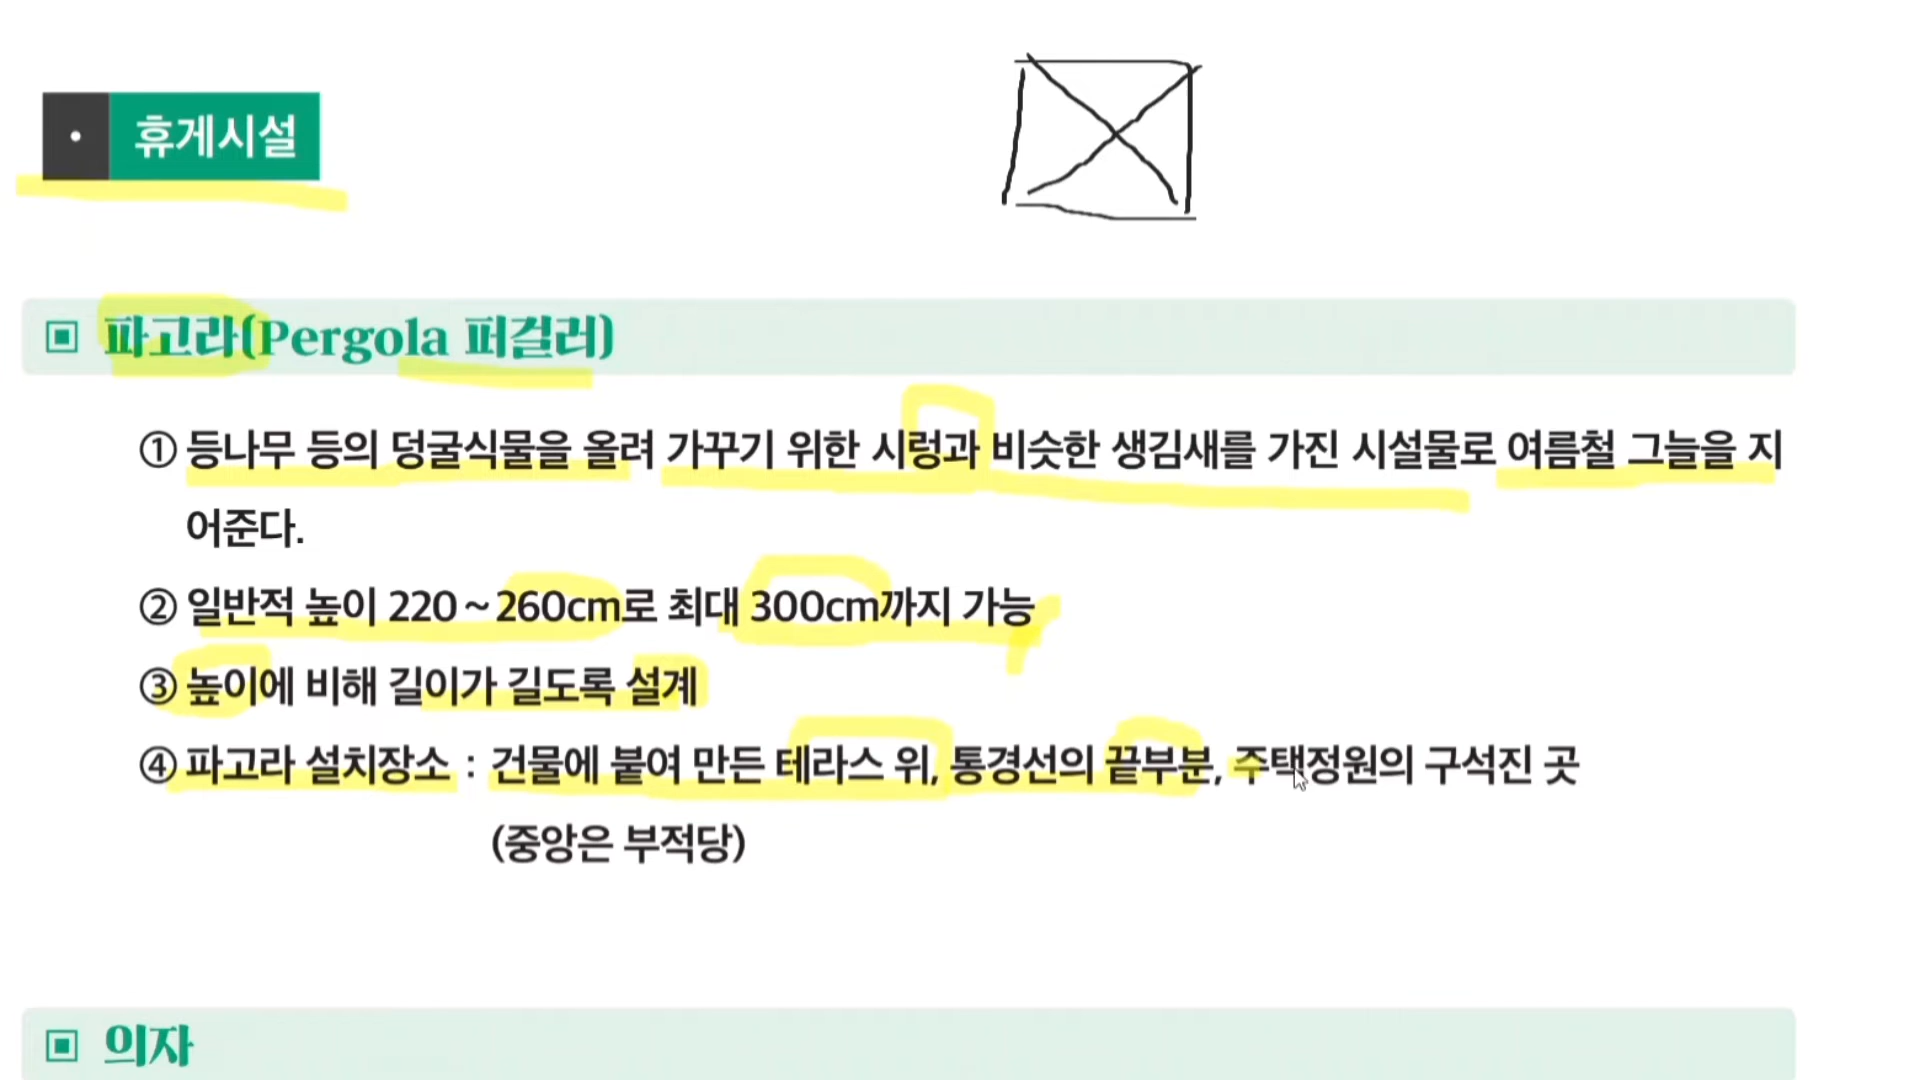 • 휴게시설
▣ 파고라(Pergola 퍼걸러)
① 등나무 등의 덩굴식물을 올려 가꾸기 위한 시렁과 비슷한 생김새를 가진 시설물로 여름철 그늘을 지
어준다.
② 일반적 높이 220~260cm로 최대 300cm까지 가능
③ 높이에 비해 길이가 길도록 설계
④ 파고라 설치장소 : 건물에 붙여 만든 테라스 위, 통경선의 끝부분, 주택정원의 구석진 곳
(중앙은 부적당)
▣ 의자